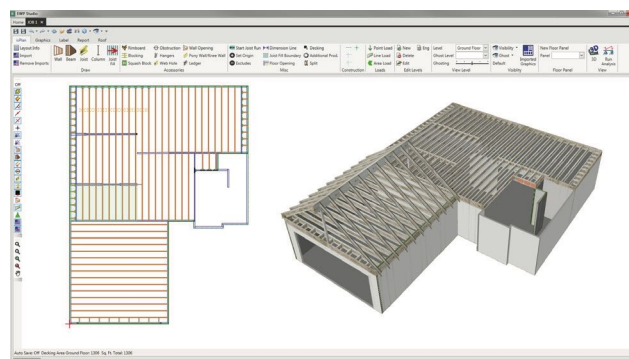 EWP Studio
Home JOB-1
I-Plan Graphics Label Report Roof
Layout Info
Import
Remove Imports
Wall Beam Joist Column Joist Fill
Draw
Rimboard Obstruction Wall Opening
Blocking Hangers Pony Wall/Knee Wall
Squash Block Web Hole Ledger
Accessories
Start Joist Run Dimension Line Decking
Set Origin Joist Fill Boundary Additional Prod.
Excludes Floor Opening Split
Misc
Construction
Point Load
Line Load
Area Load
Loads
New Eng
Delete
Edit
Edit Levels
Level Ground Floor
Ghost Level
Ghosting
View Level
Visibility
Ghost
Default
Imported Graphics
Visibility
New Floor Panel
Panel
Floor Panel
3D Run Analysis
View
Off
Auto Save: Off Decking Area Ground Floor: 1306 Sq. Ft. Total: 1306